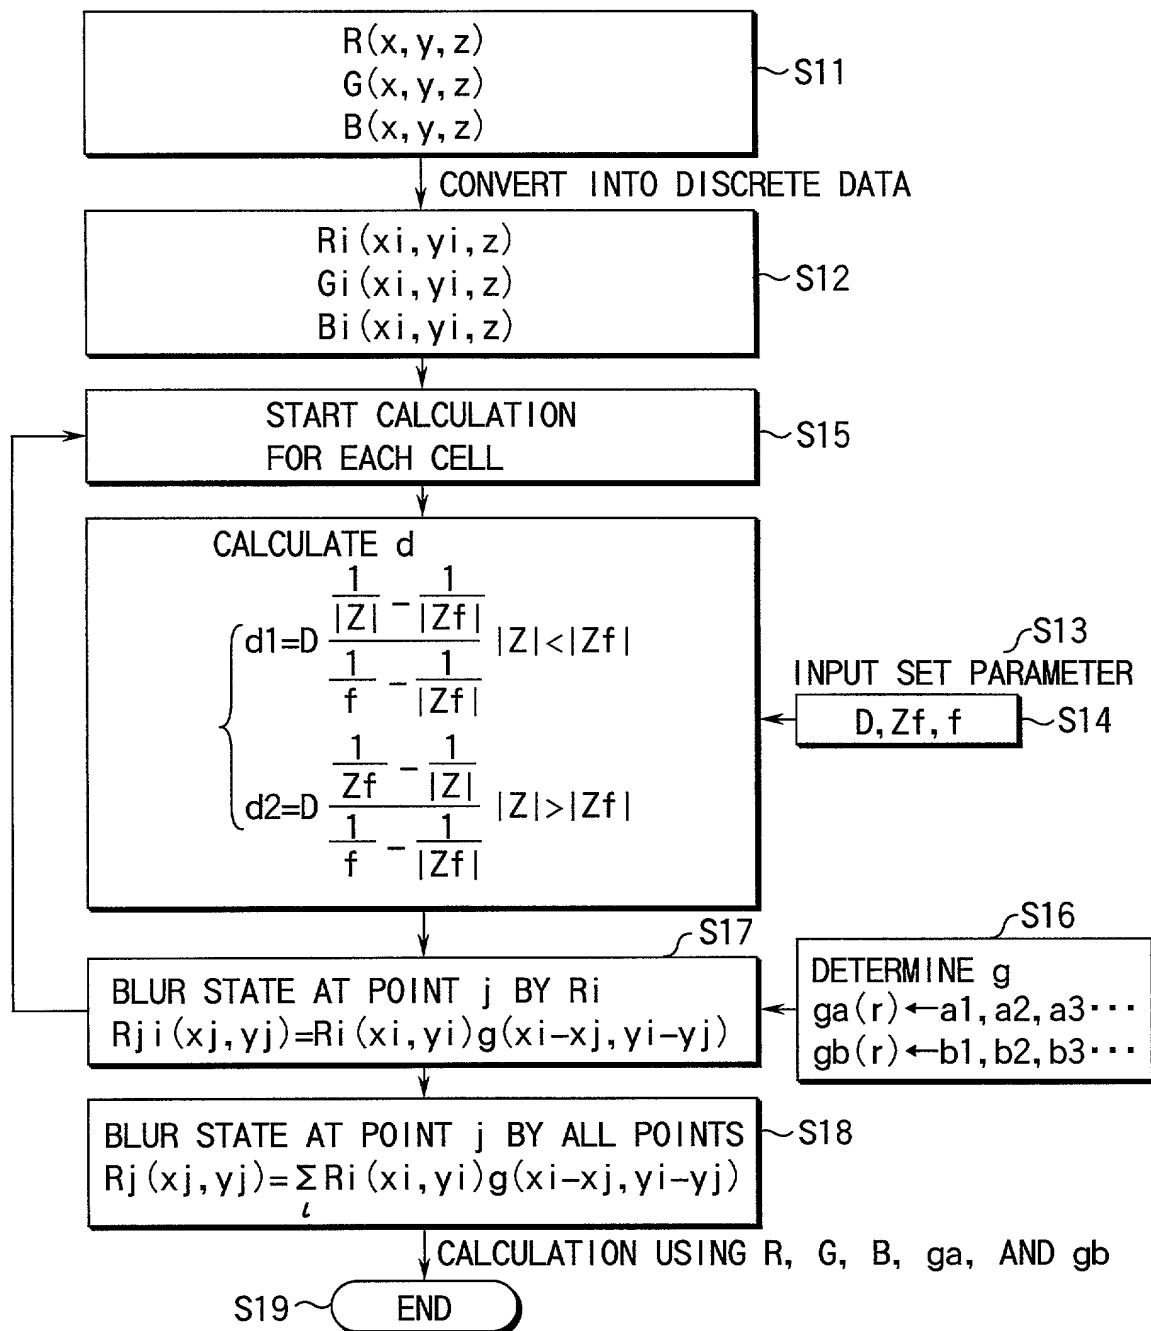 R(x, y, z)
G(x, y, z)
B(x, y, z)
S11
CONVERT INTO DISCRETE DATA
Ri(xi, yi, z)
Gi(xi, yi, z)
Bi(xi, yi, z)
S12
START CALCULATION
FOR EACH CELL
S15
CALCULATE d
d1=D (1/|Z| − 1/|Zf|) / (1/f − 1/|Zf|) |Z|<|Zf|
d2=D (1/Zf − 1/|Z|) / (1/f − 1/|Zf|) |Z|>|Zf|
S13
INPUT SET PARAMETER
D, Zf, f
S14
S17
BLUR STATE AT POINT j BY Ri
Rji(xj, yj)=Ri(xi, yi)g(xi−xj, yi−yj)
S16
DETERMINE g
ga(r)←a1, a2, a3···
gb(r)←b1, b2, b3···
BLUR STATE AT POINT j BY ALL POINTS
Rj(xj, yj)=Σi Ri(xi, yi)g(xi−xj, yi−yj)
S18
CALCULATION USING R, G, B, ga, AND gb
S19
END